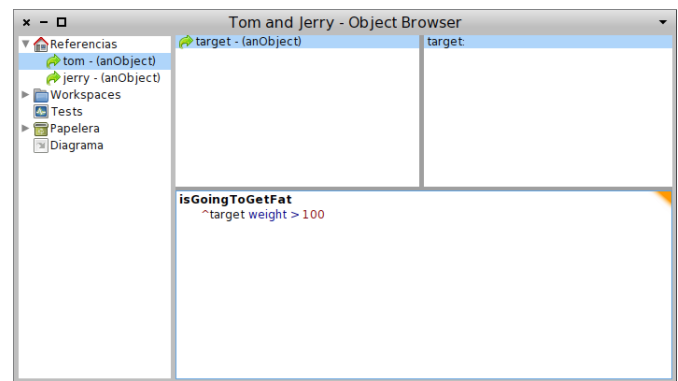 Tom and Jerry - Object Browser
Referencias
tom - (anObject)
jerry - (anObject)
Workspaces
Tests
Papelera
Diagrama
target - (anObject)
target:
isGoingToGetFat
^target weight > 100